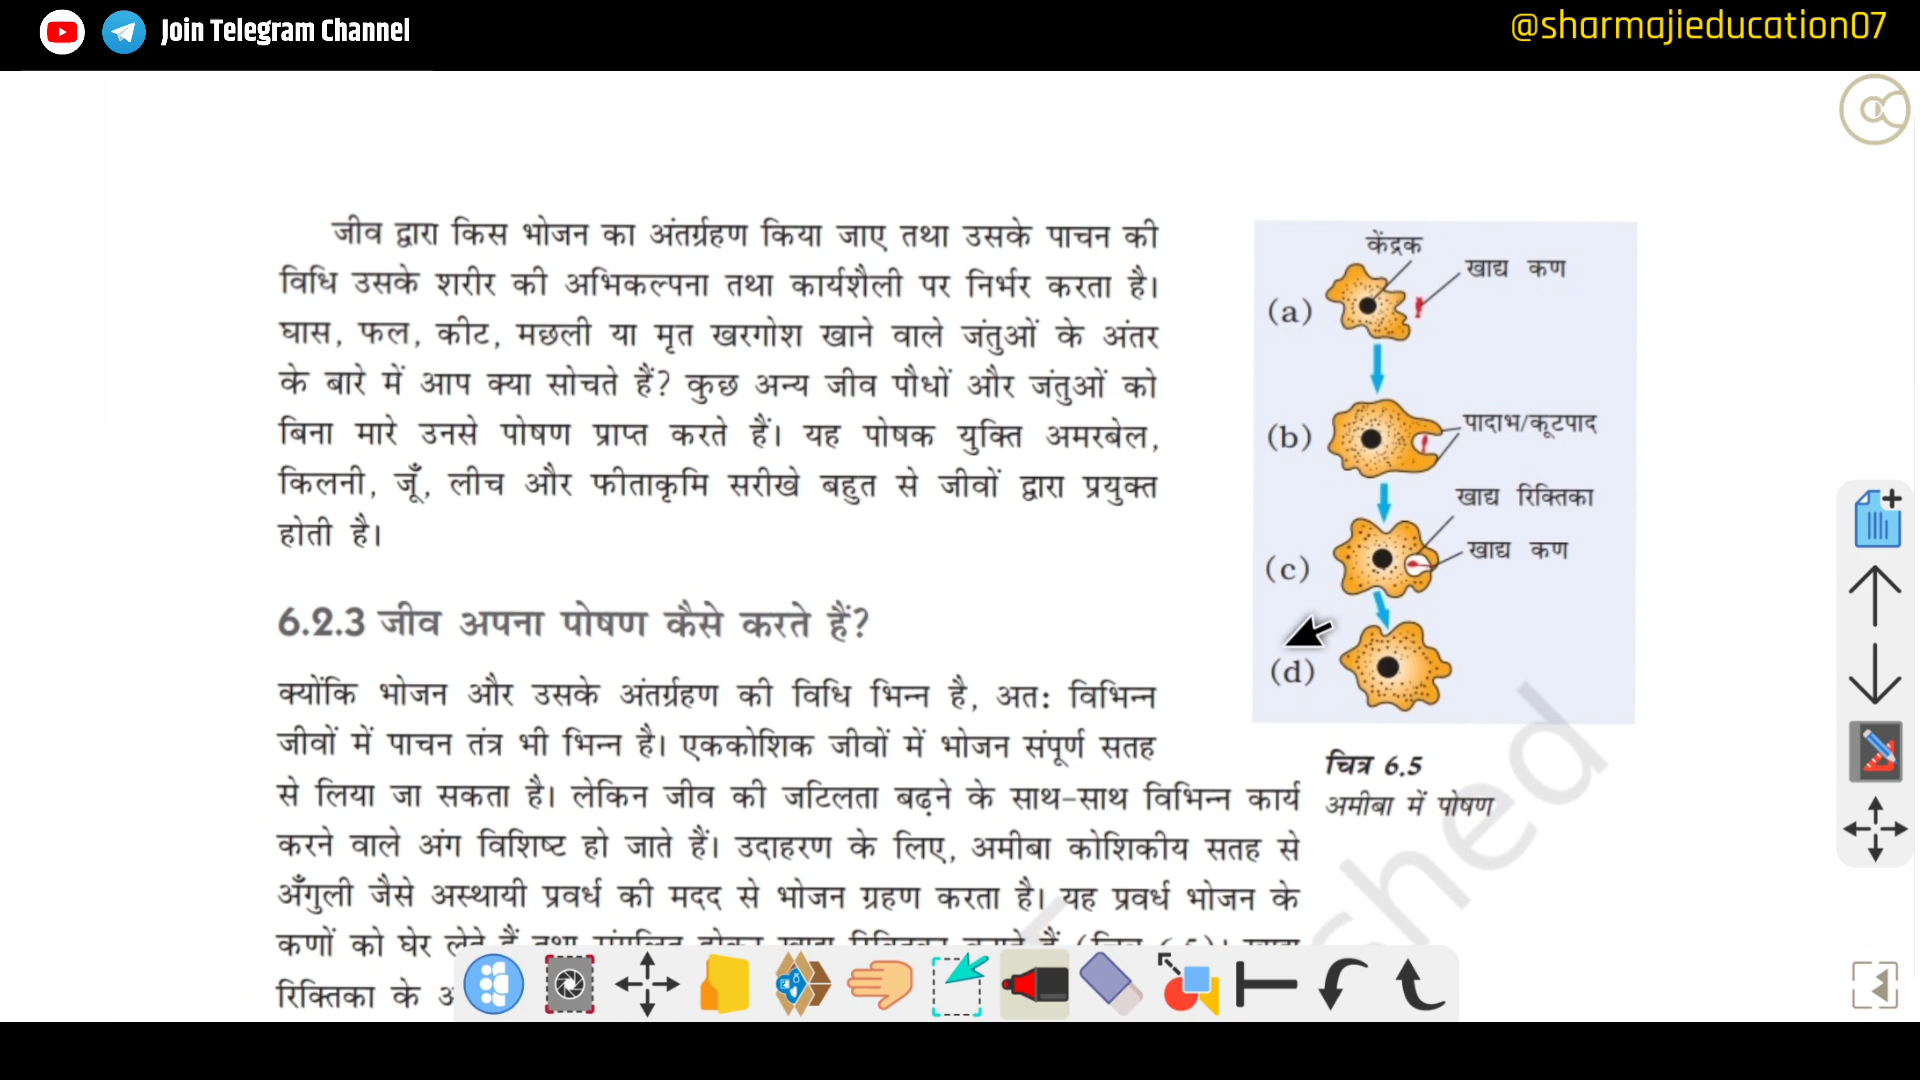 Join Telegram Channel
@sharmajieducation07
जीव द्वारा किस भोजन का अंतर्ग्रहण किया जाए तथा उसके पाचन की
विधि उसके शरीर की अभिकल्पना तथा कार्यशैली पर निर्भर करता है।
घास, फल, कीट, मछली या मृत खरगोश खाने वाले जंतुओं के अंतर
के बारे में आप क्या सोचते हैं? कुछ अन्य जीव पौधों और जंतुओं को
बिना मारे उनसे पोषण प्राप्त करते हैं। यह पोषक युक्ति अमरबेल,
किलनी, जूँ, लीच और फीताकृमि सरीखे बहुत से जीवों द्वारा प्रयुक्त
होती है।
6.2.3 जीव अपना पोषण कैसे करते हैं?
क्योंकि भोजन और उसके अंतर्ग्रहण की विधि भिन्न है, अतः विभिन्न
जीवों में पाचन तंत्र भी भिन्न है। एककोशिक जीवों में भोजन संपूर्ण सतह
से लिया जा सकता है। लेकिन जीव की जटिलता बढ़ने के साथ-साथ विभिन्न कार्य
करने वाले अंग विशिष्ट हो जाते हैं। उदाहरण के लिए, अमीबा कोशिकीय सतह से
अँगुली जैसे अस्थायी प्रवर्ध की मदद से भोजन ग्रहण करता है। यह प्रवर्ध भोजन के
कणों को घेर लेते हैं तथा
रिक्तिका के
केंद्रक
खाद्य कण
(a)
(b)
पादाभ/कूटपाद
खाद्य रिक्तिका
खाद्य कण
(c)
(d)
चित्र 6.5
अमीबा में पोषण
shed